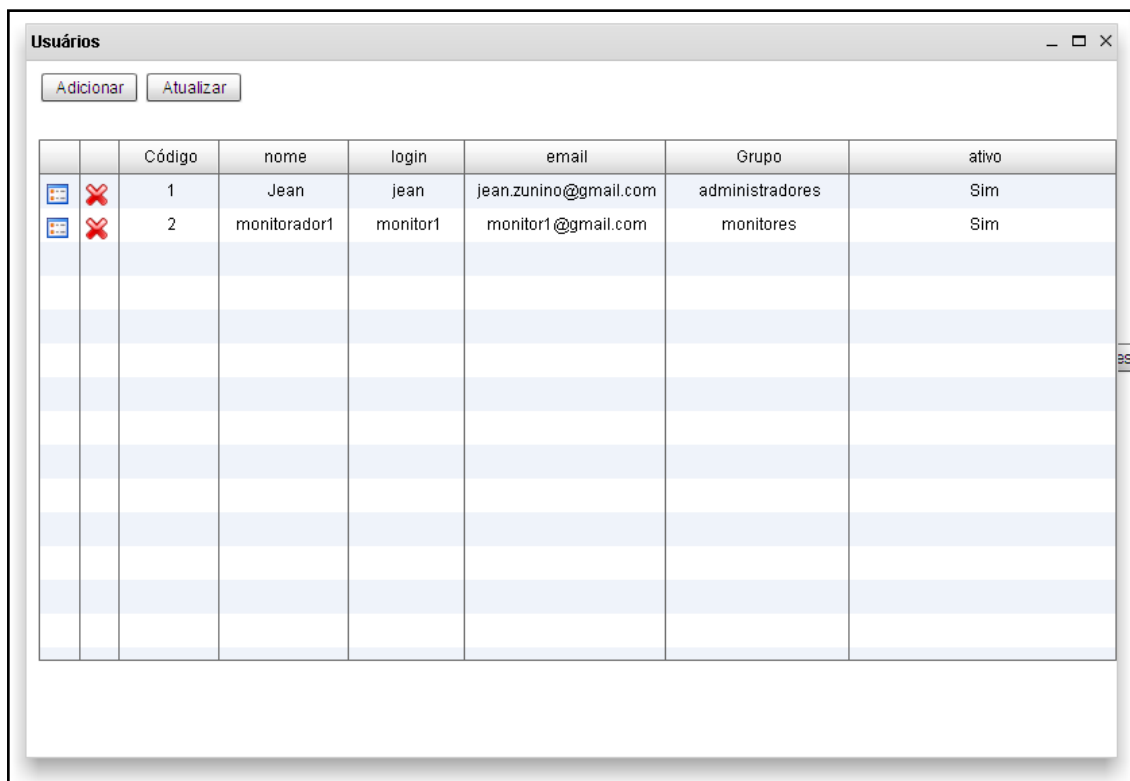 Usuários
Adicionar Atualizar
Código nome login email Grupo ativo
1 Jean jean jean.zunino@gmail.com administradores Sim
2 monitorador1 monitor1 monitor1@gmail.com monitores Sim
es